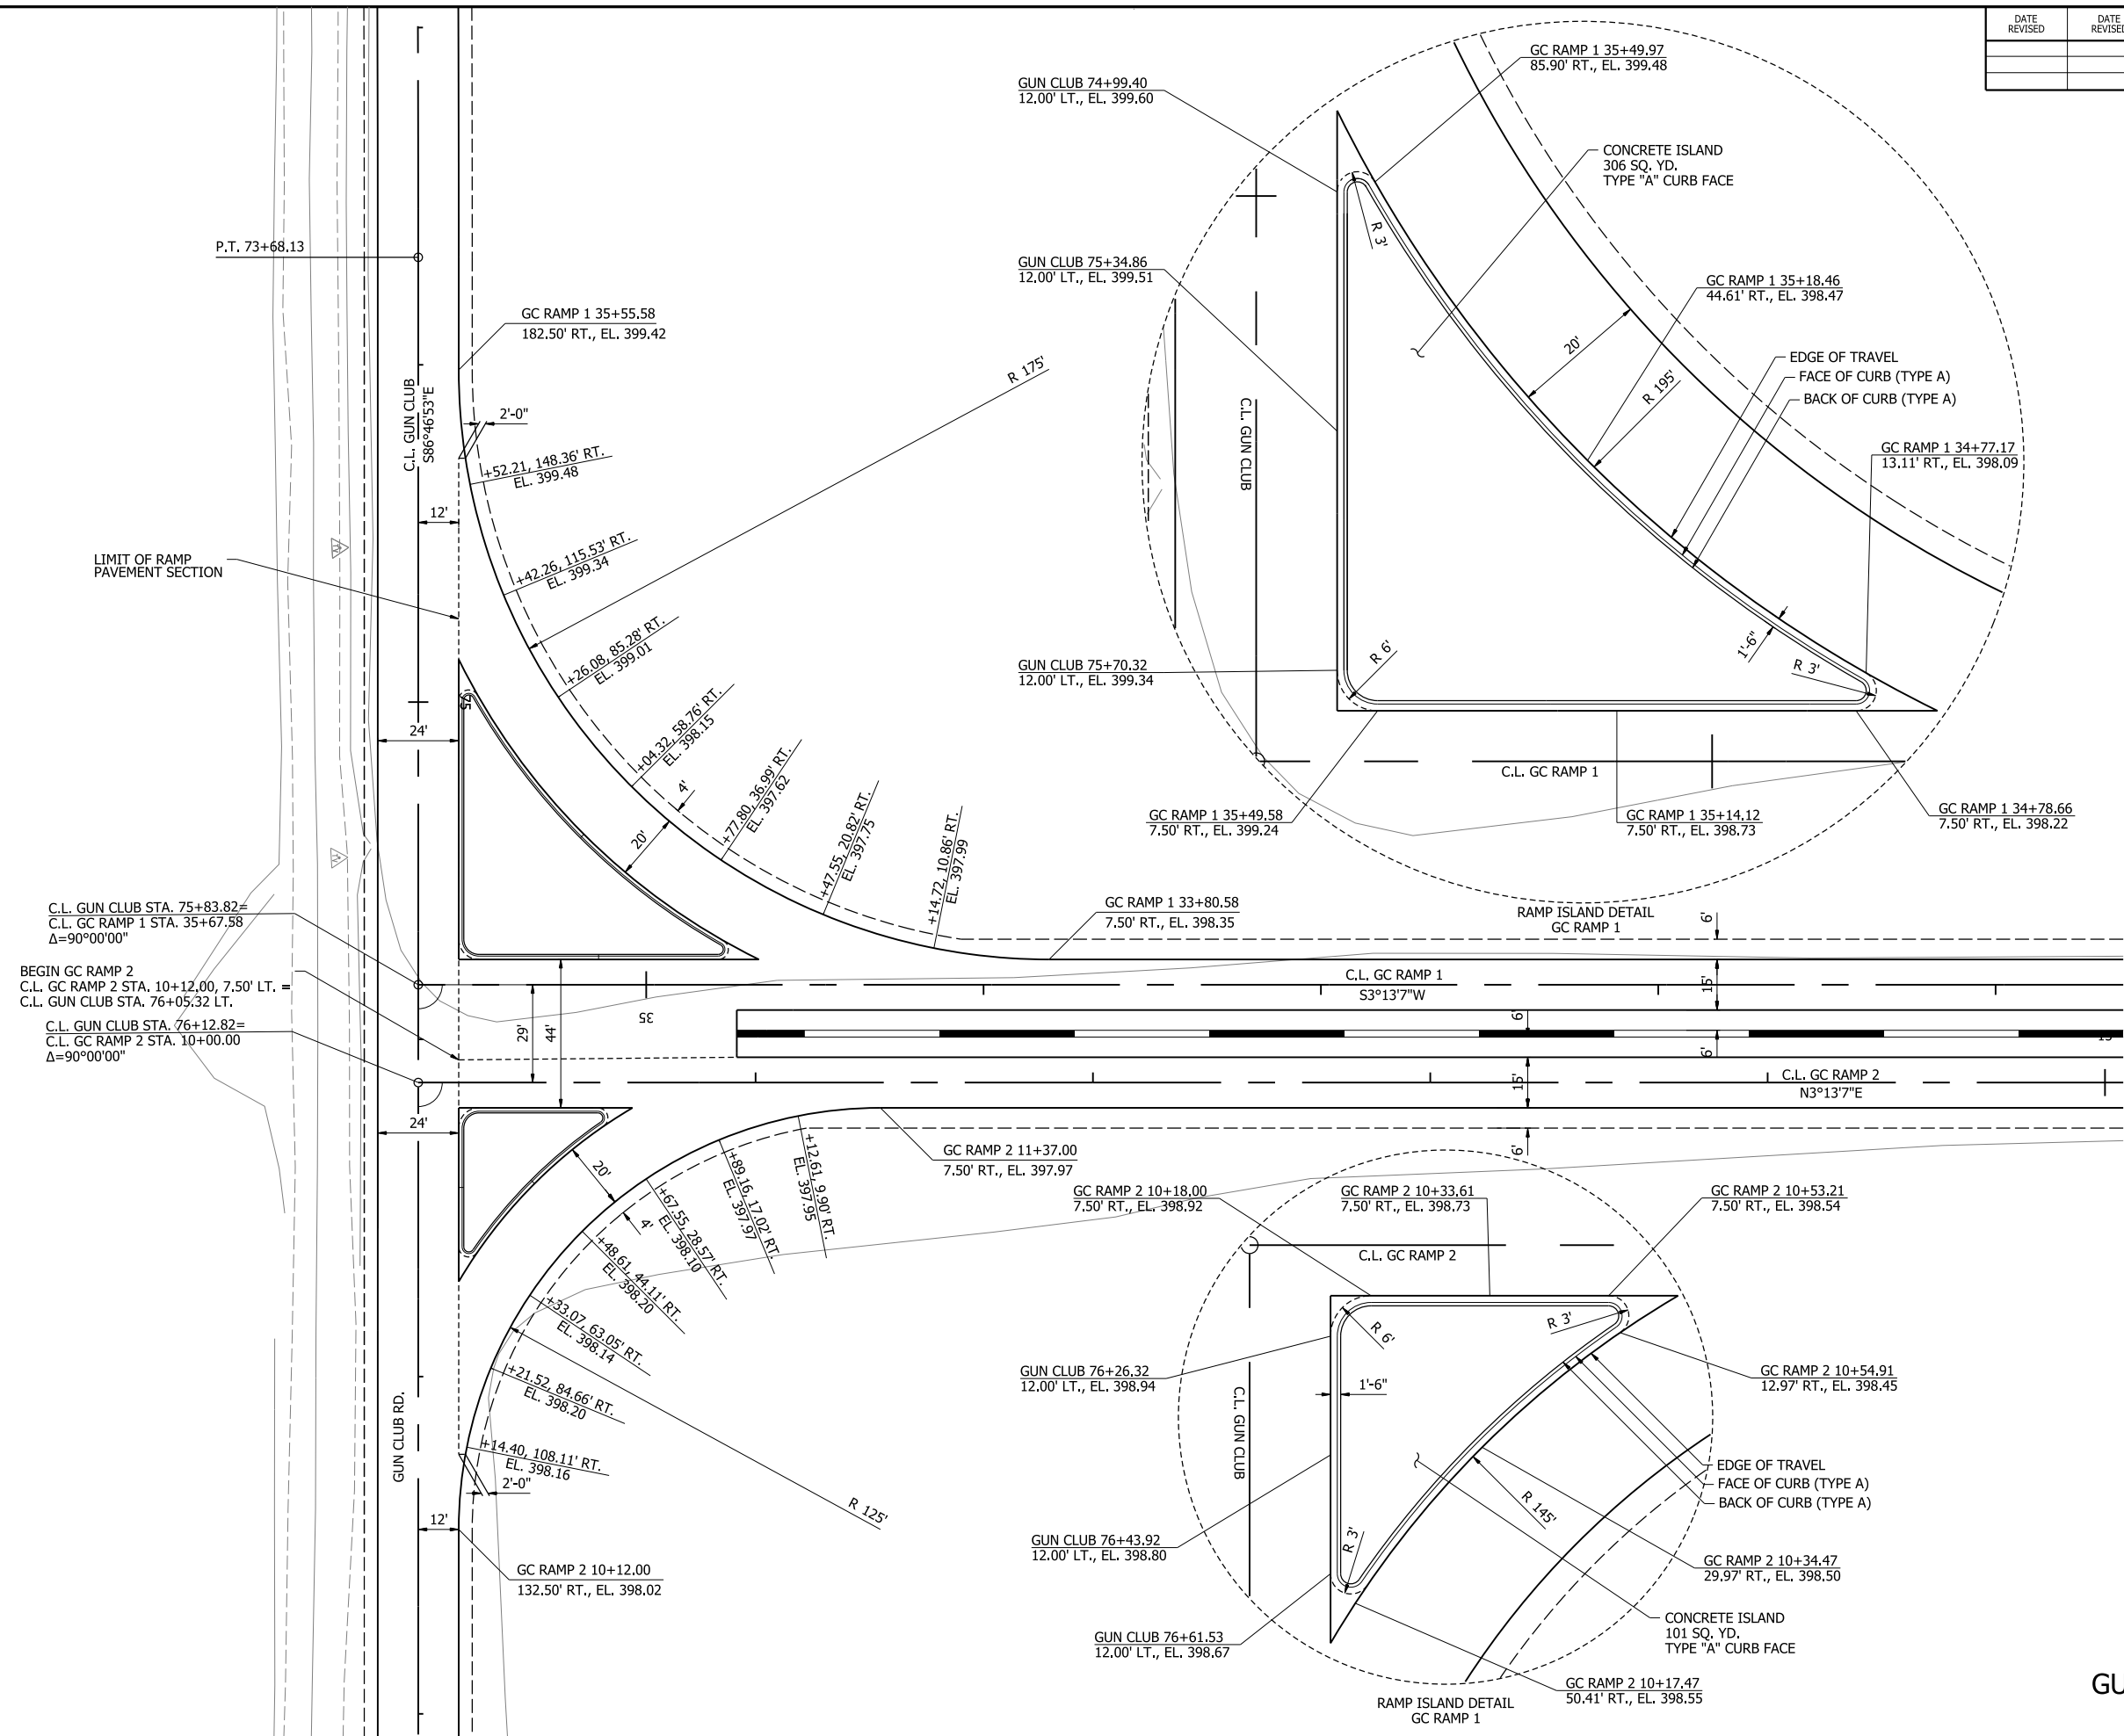 DATE
REVISED
DATE
REVISED
GC RAMP 1 35+49.97
85.90' RT., EL. 399.48
GUN CLUB 74+99.40
12.00' LT., EL. 399.60
CONCRETE ISLAND
306 SQ. YD.
TYPE "A" CURB FACE
R 3'
P.T. 73+68.13
GUN CLUB 75+34.86
12.00' LT., EL. 399.51
GC RAMP 1 35+18.46
44.61' RT., EL. 398.47
GC RAMP 1 35+55.58
182.50' RT., EL. 399.42
20'
R 195'
EDGE OF TRAVEL
FACE OF CURB (TYPE A)
BACK OF CURB (TYPE A)
R 175'
C.L. GUN CLUB
S86°46'53"E
2'-0"
C.L. GUN CLUB
GC RAMP 1 34+77.17
13.11' RT., EL. 398.09
+52.21, 148.36' RT.
EL. 399.48
12'
LIMIT OF RAMP
PAVEMENT SECTION
+42.26, 115.53' RT.
EL. 399.34
+26.08, 85.28' RT.
EL. 399.01
GUN CLUB 75+70.32
12.00' LT., EL. 399.34
R 6'
1'-6"
R 3'
75
24'
+04.32, 58.76' RT.
EL. 398.15
4'
20'
+77.80, 36.99' RT.
EL. 397.62
+47.55, 20.82' RT.
EL. 397.75
+14.72, 10.86' RT.
EL. 397.99
C.L. GC RAMP 1
GC RAMP 1 35+49.58
7.50' RT., EL. 399.24
GC RAMP 1 35+14.12
7.50' RT., EL. 398.73
GC RAMP 1 34+78.66
7.50' RT., EL. 398.22
C.L. GUN CLUB STA. 75+83.82=
C.L. GC RAMP 1 STA. 35+67.58
Δ=90°00'00"
GC RAMP 1 33+80.58
7.50' RT., EL. 398.35
RAMP ISLAND DETAIL
GC RAMP 1
6'
BEGIN GC RAMP 2
C.L. GC RAMP 2 STA. 10+12.00, 7.50' LT. =
C.L. GUN CLUB STA. 76+05.32 LT.
C.L. GC RAMP 1
S3°13'7"W
15'
35
29'
44'
6'
6'
C.L. GUN CLUB STA. 76+12.82=
C.L. GC RAMP 2 STA. 10+00.00
Δ=90°00'00"
15'
C.L. GC RAMP 2
N3°13'7"E
15
24'
20'
4'
+12.61, 9.90' RT.
EL. 397.95
+89.16, 17.02' RT.
EL. 397.97
+67.55, 28.57' RT.
EL. 398.10
+48.61, 44.11' RT.
EL. 398.20
+33.07, 63.05' RT.
EL. 398.14
+21.52, 84.66' RT.
EL. 398.20
+14.40, 108.11' RT.
EL. 398.16
GC RAMP 2 11+37.00
7.50' RT., EL. 397.97
6'
GC RAMP 2 10+18.00
7.50' RT., EL. 398.92
GC RAMP 2 10+33.61
7.50' RT., EL. 398.73
GC RAMP 2 10+53.21
7.50' RT., EL. 398.54
C.L. GC RAMP 2
R 6'
R 3'
GUN CLUB 76+26.32
12.00' LT., EL. 398.94
1'-6"
C.L. GUN CLUB
GC RAMP 2 10+54.91
12.97' RT., EL. 398.45
GUN CLUB RD.
2'-0"
R 125'
12'
EDGE OF TRAVEL
FACE OF CURB (TYPE A)
BACK OF CURB (TYPE A)
R 145'
R 3'
GUN CLUB 76+43.92
12.00' LT., EL. 398.80
GC RAMP 2 10+34.47
29.97' RT., EL. 398.50
GC RAMP 2 10+12.00
132.50' RT., EL. 398.02
CONCRETE ISLAND
101 SQ. YD.
TYPE "A" CURB FACE
GUN CLUB 76+61.53
12.00' LT., EL. 398.67
GC RAMP 2 10+17.47
50.41' RT., EL. 398.55
RAMP ISLAND DETAIL
GC RAMP 1
GU